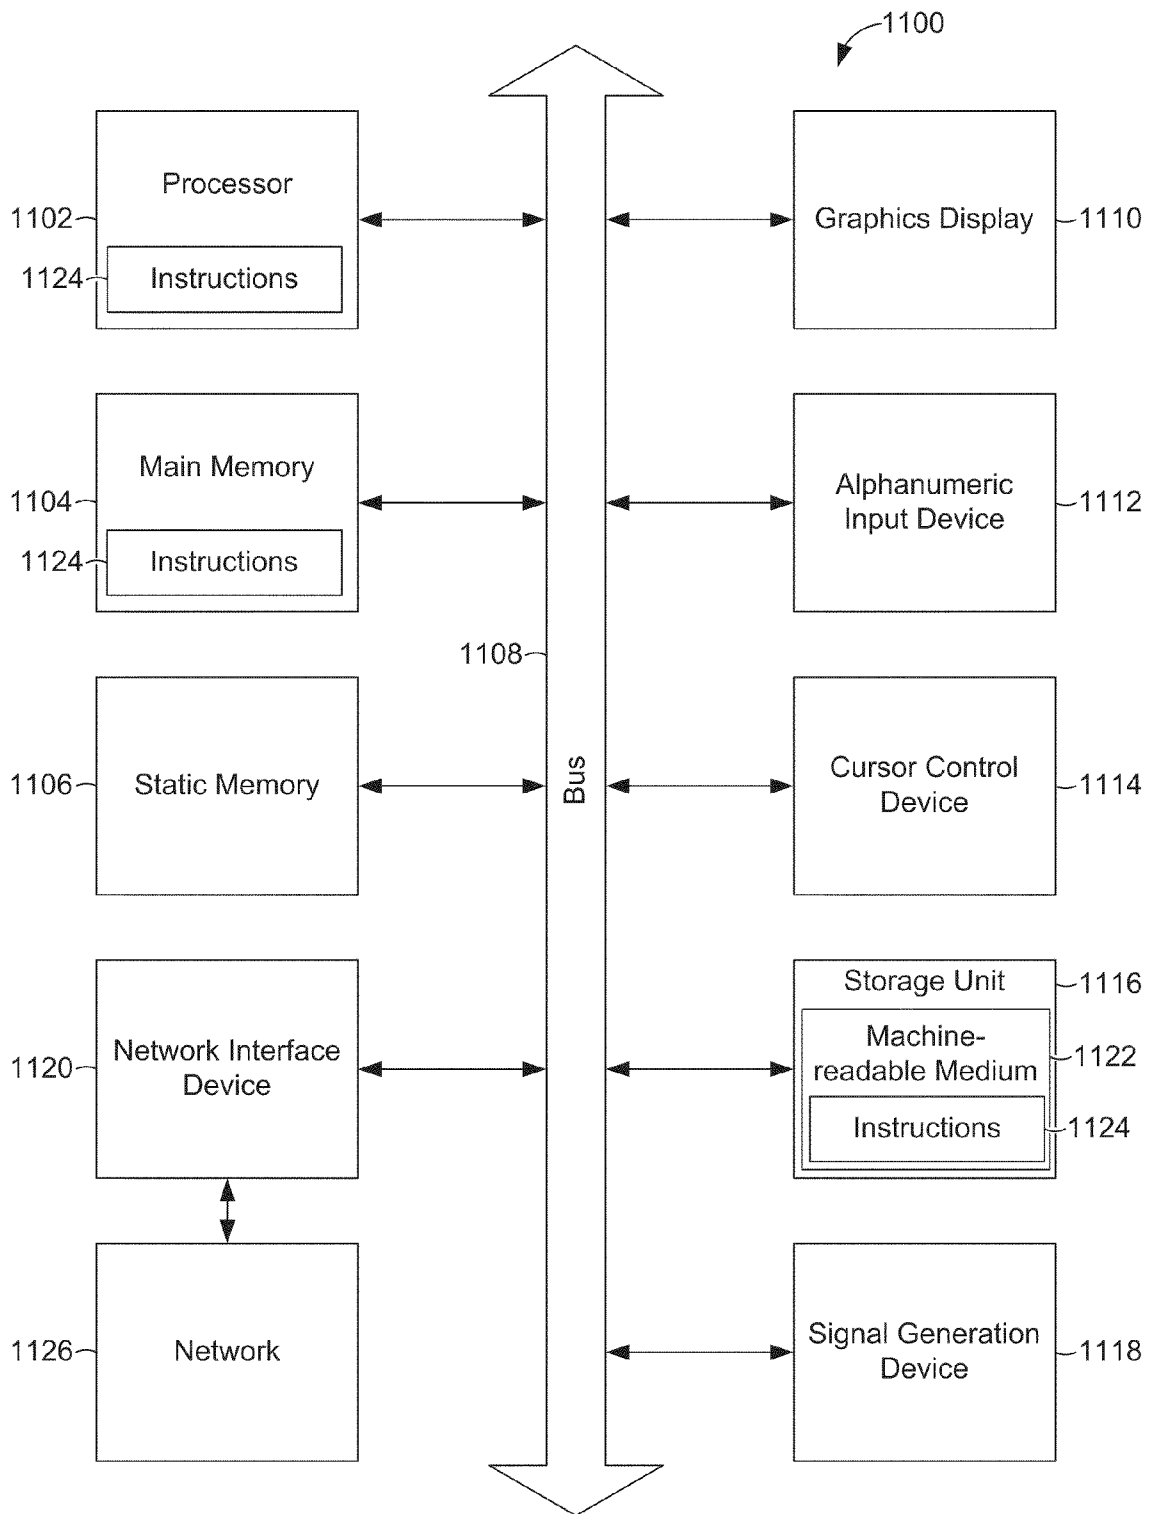 1100
Processor
1102
1124
Instructions
Graphics Display
1110
Main Memory
1104
1124
Instructions
Alphanumeric
Input Device
1112
1108
Bus
Static Memory
1106
Cursor Control
Device
1114
Network Interface
Device
1120
Storage Unit
1116
Machine-
readable Medium
1122
Instructions
1124
Network
1126
Signal Generation
Device
1118